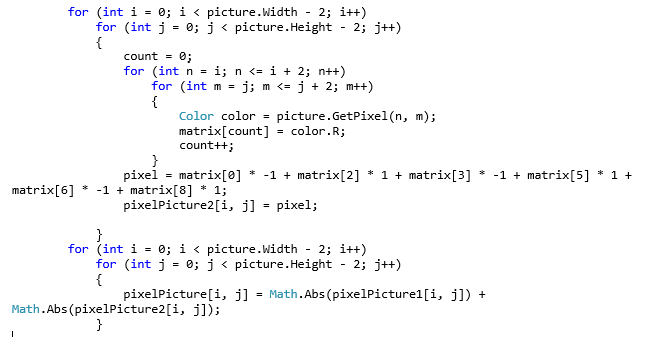 for (int i = 0; i < picture.Width - 2; i++)
for (int j = 0; j < picture.Height - 2; j++)
{
count = 0;
for (int n = i; n <= i + 2; n++)
for (int m = j; m <= j + 2; m++)
{
Color color = picture.GetPixel(n, m);
matrix[count] = color.R;
count++;
}
pixel = matrix[0] * -1 + matrix[2] * 1 + matrix[3] * -1 + matrix[5] * 1 +
matrix[6] * -1 + matrix[8] * 1;
pixelPicture2[i, j] = pixel;
}
for (int i = 0; i < picture.Width - 2; i++)
for (int j = 0; j < picture.Height - 2; j++)
{
pixelPicture[i, j] = Math.Abs(pixelPicture1[i, j]) +
Math.Abs(pixelPicture2[i, j]);
}